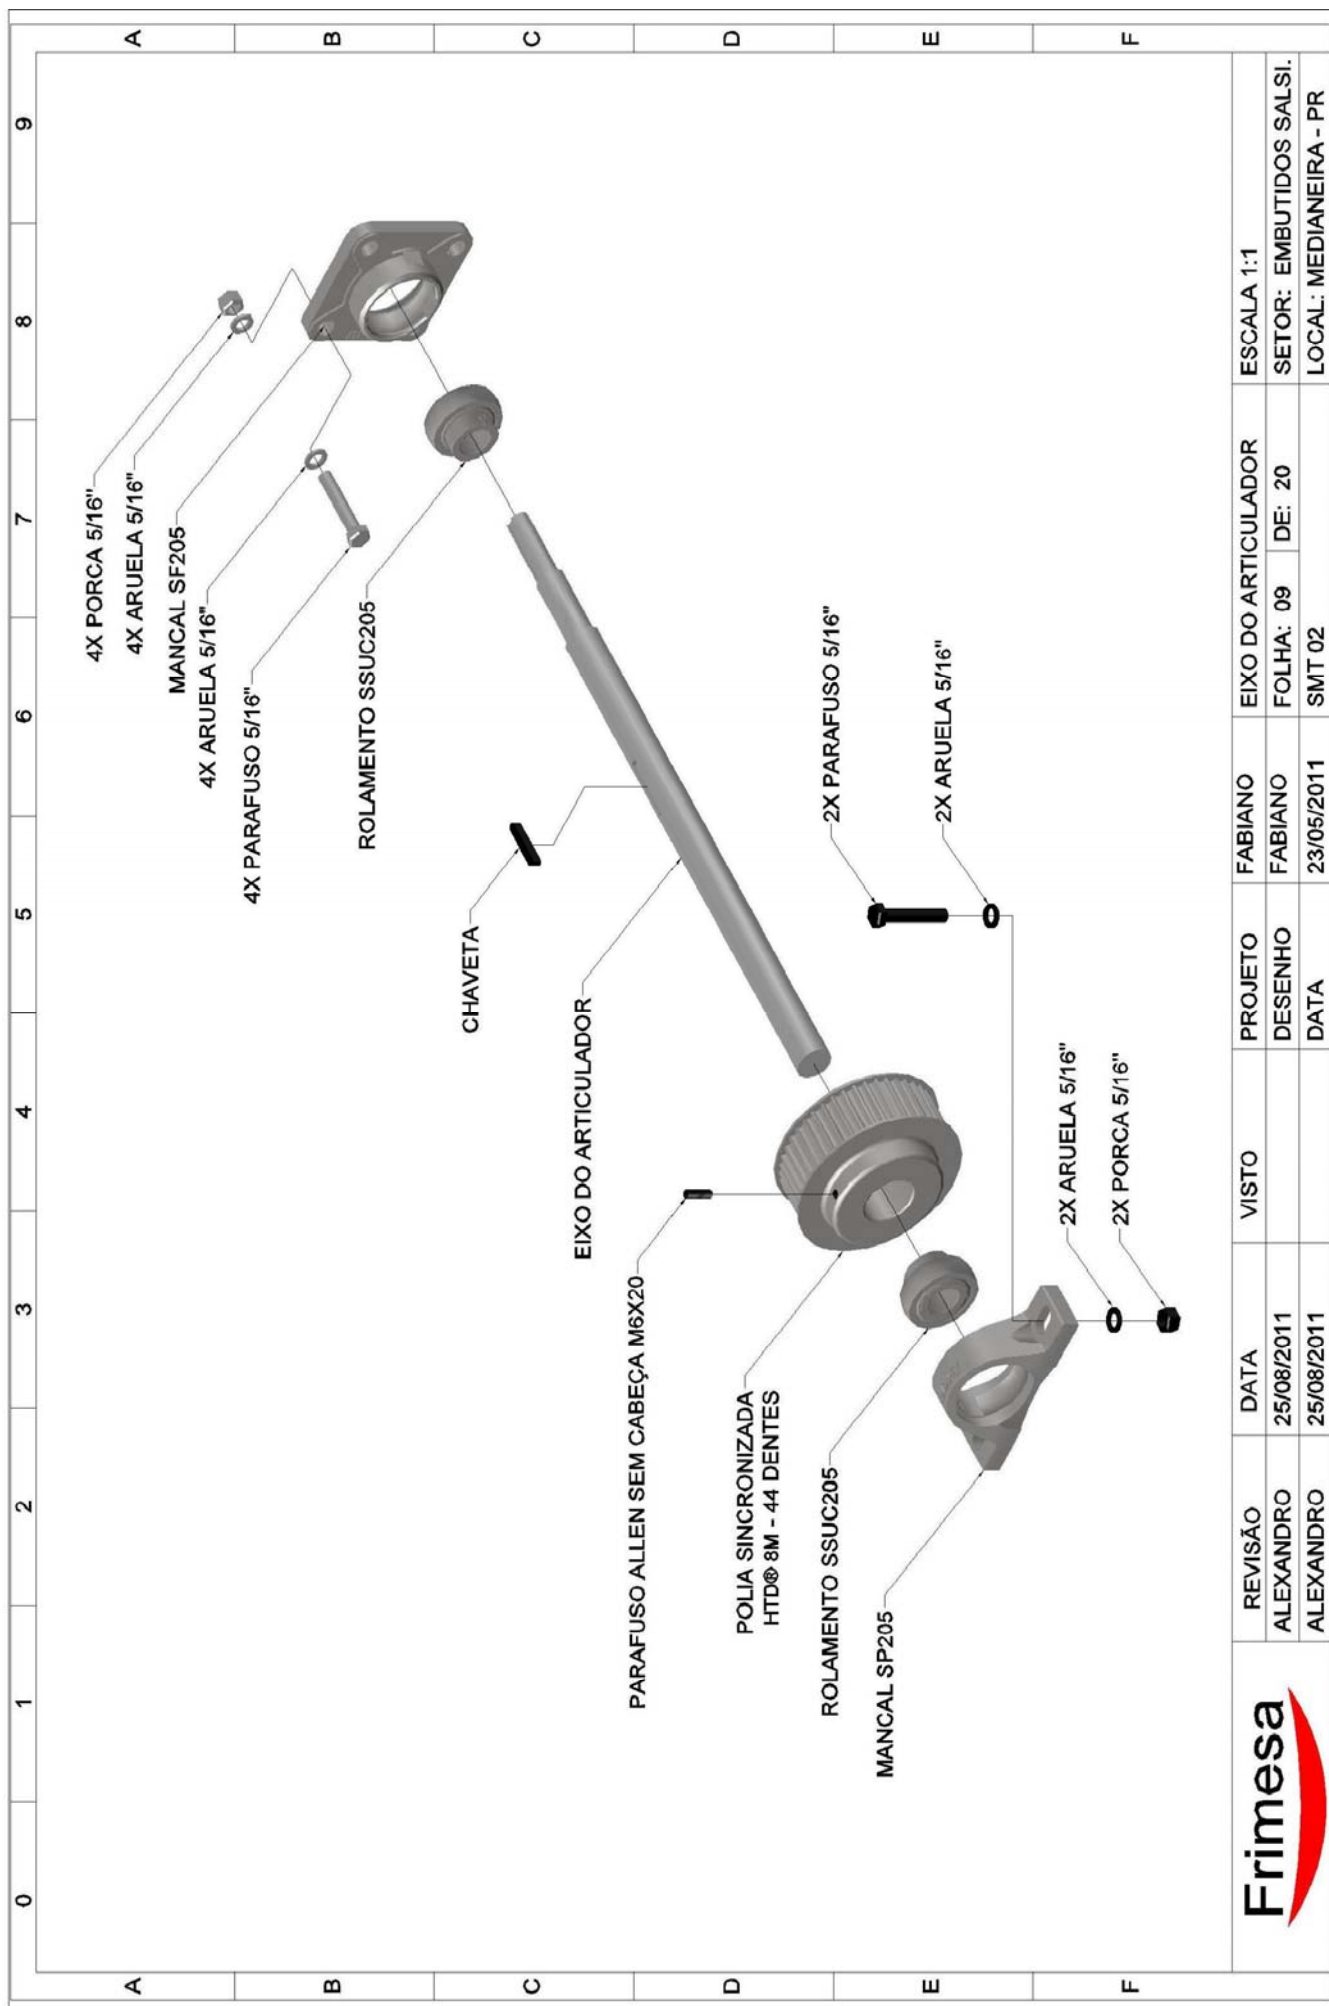 0 1 2 3 4 5 6 7 8 9
A A
B B
C C
D D
E E
F F
4X PORCA 5/16"
4X ARUELA 5/16"
MANCAL SF205
4X ARUELA 5/16"
4X PARAFUSO 5/16"
ROLAMENTO SSUC205
CHAVETA
EIXO DO ARTICULADOR
PARAFUSO ALLEN SEM CABEÇA M6X20
POLIA SINCRONIZADA
HTD® 8M - 44 DENTES
ROLAMENTO SSUC205
MANCAL SP205
2X PARAFUSO 5/16"
2X ARUELA 5/16"
2X ARUELA 5/16"
2X PORCA 5/16"
Frimesa
REVISÃO DATA VISTO PROJETO FABIANO EIXO DO ARTICULADOR ESCALA 1:1
ALEXANDRO 25/08/2011 DESENHO FABIANO FOLHA: 09 DE: 20 SETOR: EMBUTIDOS SALSI.
ALEXANDRO 25/08/2011 DATA 23/05/2011 SMT 02 LOCAL: MEDIANEIRA - PR